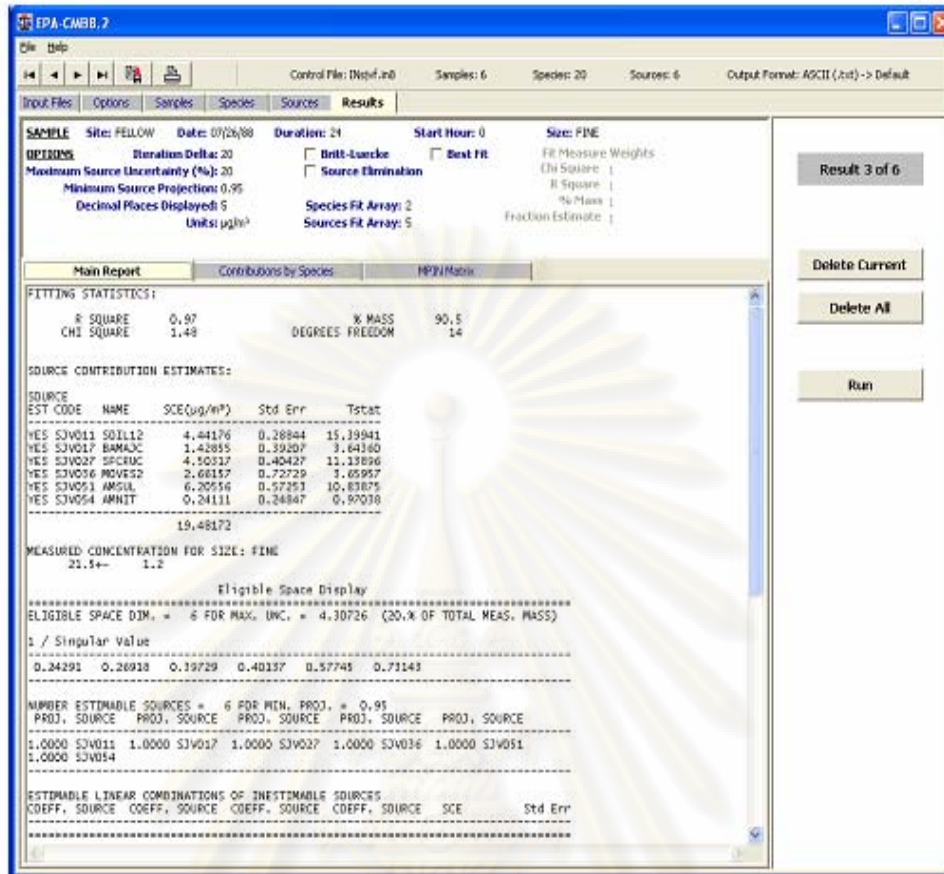 EPA-CMB8.2
File Help
Control File: INsjvf.in8 Samples: 6 Species: 20 Sources: 6 Output Format: ASCII (.txt) -> Default
Input Files Options Samples Species Sources Results
SAMPLE Site: FELLOW Date: 07/26/88 Duration: 24 Start Hour: 0 Size: FINE
OPTIONS Iteration Delta: 20 Britt-Luecke Best Fit Fit Measure Weights
Maximum Source Uncertainty (%): 20 Source Elimination Chi Square :
Minimum Source Projection: 0.95 R Square :
Decimal Places Displayed: 5 Species Fit Array: 2 % Mass :
Units: µg/m³ Sources Fit Array: 5 Fraction Estimate :
Result 3 of 6
Delete Current
Delete All
Run
Main Report Contributions by Species MPIN Matrix
FITTING STATISTICS:
R SQUARE 0.97 % MASS 90.5
CHI SQUARE 1.48 DEGREES FREEDOM 14
SOURCE CONTRIBUTION ESTIMATES:
SOURCE
EST CODE NAME SCE(µg/m³) Std Err Tstat
YES SJV011 SOIL12 4.44176 0.28844 15.39941
YES SJV017 BAMAJC 1.42855 0.39207 3.64360
YES SJV027 SFCRUC 4.50317 0.40427 11.13896
YES SJV036 MOVES2 2.66157 0.72729 3.65957
YES SJV051 AMSUL 6.20556 0.57253 10.83875
YES SJV054 AMNIT 0.24111 0.24847 0.97038
19.48172
MEASURED CONCENTRATION FOR SIZE: FINE
21.5+- 1.2
Eligible Space Display
ELIGIBLE SPACE DIM. = 6 FOR MAX. UNC. = 4.30726 (20.% OF TOTAL MEAS. MASS)
1 / Singular Value
0.24291 0.26918 0.39729 0.40137 0.57745 0.73143
NUMBER ESTIMABLE SOURCES = 6 FOR MIN. PROJ. = 0.95
PROJ. SOURCE PROJ. SOURCE PROJ. SOURCE PROJ. SOURCE PROJ. SOURCE
1.0000 SJV011 1.0000 SJV017 1.0000 SJV027 1.0000 SJV036 1.0000 SJV051
1.0000 SJV054
ESTIMABLE LINEAR COMBINATIONS OF INESTIMABLE SOURCES
COEFF. SOURCE COEFF. SOURCE COEFF. SOURCE COEFF. SOURCE SCE Std Err